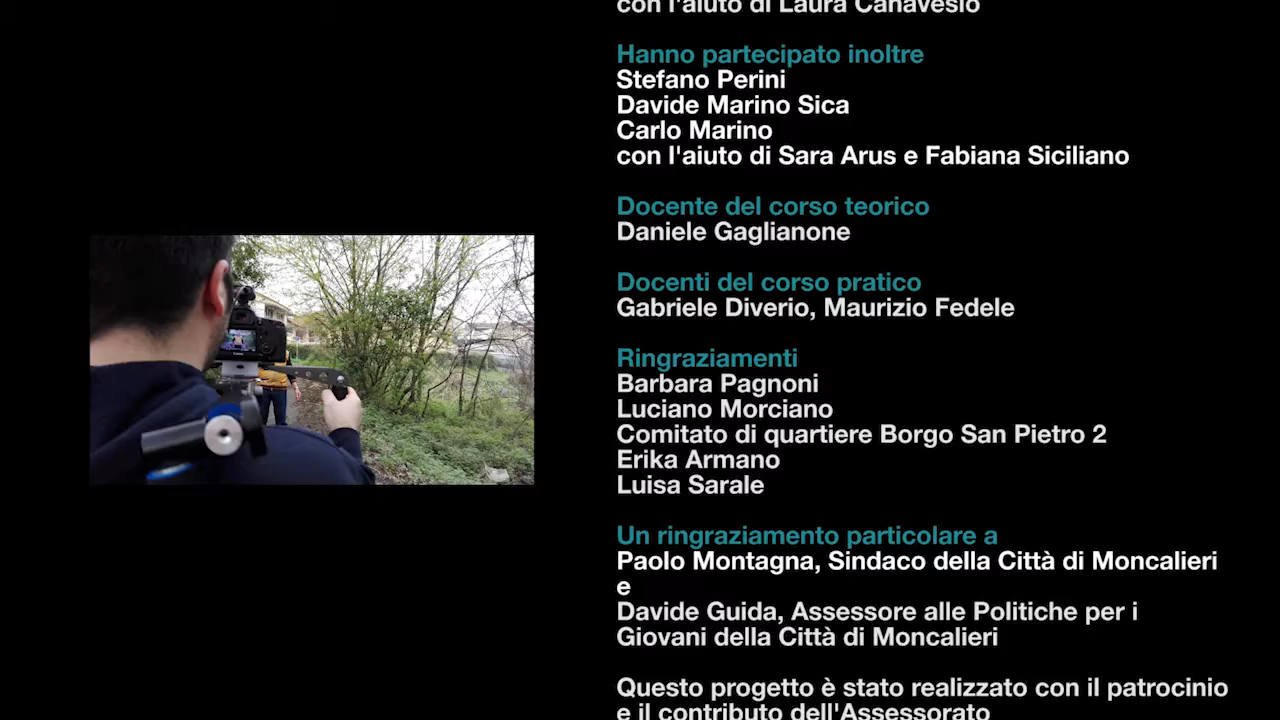 con l'aiuto di Laura Canavesio
Hanno partecipato inoltre
Stefano Perini
Davide Marino Sica
Carlo Marino
con l'aiuto di Sara Arus e Fabiana Siciliano
Docente del corso teorico
Daniele Gaglianone
Docenti del corso pratico
Gabriele Diverio, Maurizio Fedele
Ringraziamenti
Barbara Pagnoni
Luciano Morciano
Comitato di quartiere Borgo San Pietro 2
Erika Armano
Luisa Sarale
Un ringraziamento particolare a
Paolo Montagna, Sindaco della Città di Moncalieri
e
Davide Guida, Assessore alle Politiche per i
Giovani della Città di Moncalieri
Questo progetto è stato realizzato con il patrocinio
e il contributo dell'Assessorato